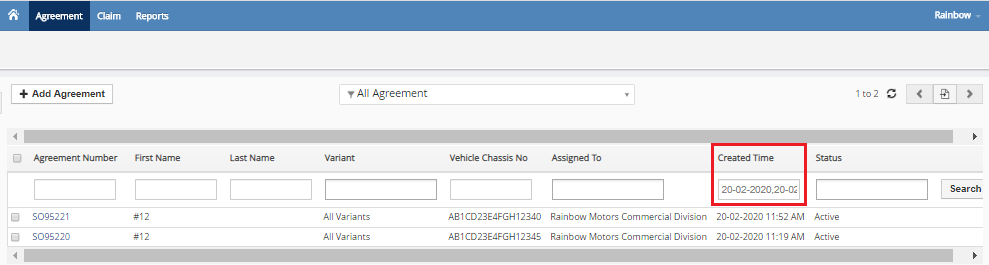 Agreement Claim Reports Rainbow
+ Add Agreement All Agreement 1 to 2
Agreement Number First Name Last Name Variant Vehicle Chassis No Assigned To Created Time Status
20-02-2020,20-02 Search
SO95221 #12 All Variants AB1CD23E4FGH12340 Rainbow Motors Commercial Division 20-02-2020 11:52 AM Active
SO95220 #12 All Variants AB1CD23E4FGH12345 Rainbow Motors Commercial Division 20-02-2020 11:19 AM Active